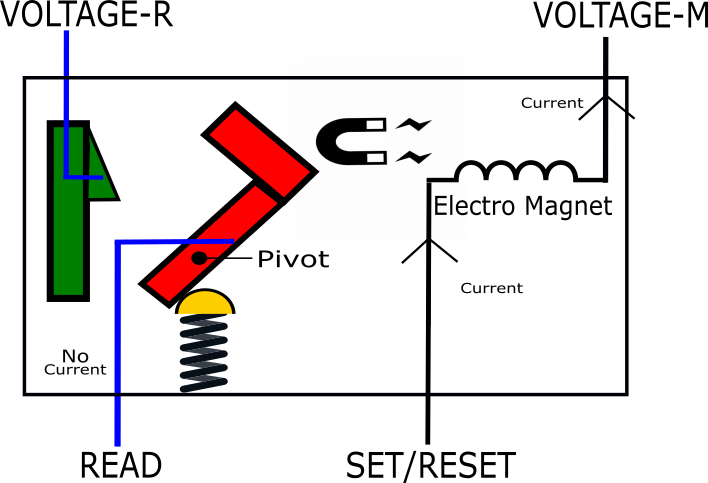 VOLTAGE-R
VOLTAGE-M
Current
Electro Magnet
Pivot
Current
No
Current
READ
SET/RESET